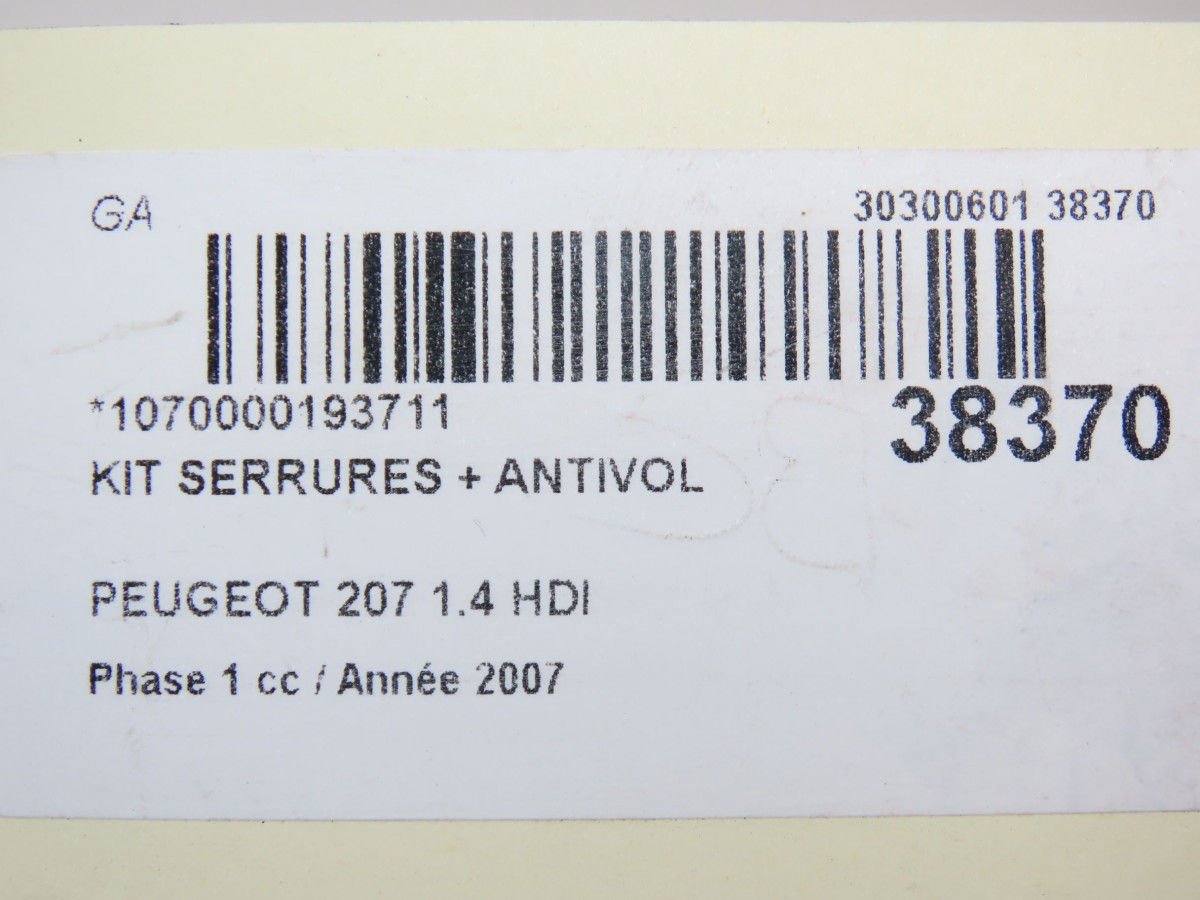 GA
30300601 38370
*1070000193711
38370
KIT SERRURES + ANTIVOL
PEUGEOT 207 1.4 HDI
Phase 1 cc / Année 2007